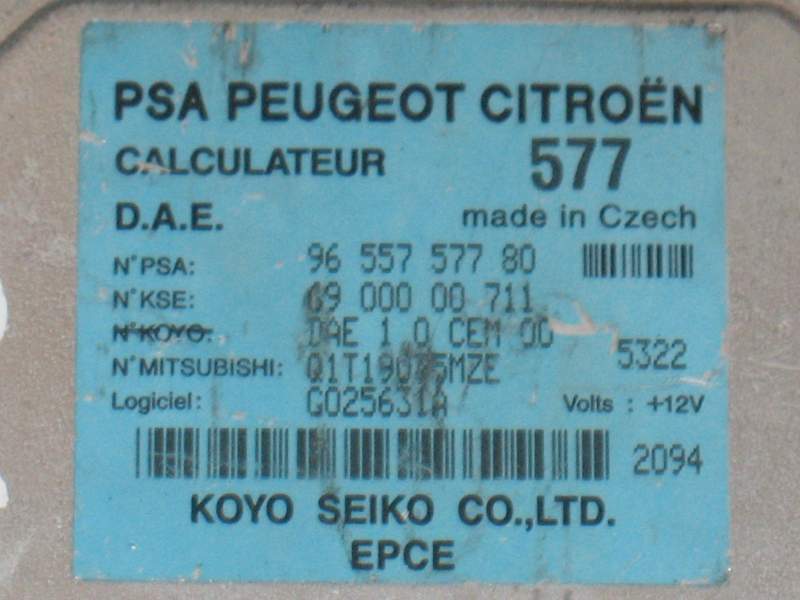 PSA PEUGEOT CITROËN
CALCULATEUR 577
D.A.E. made in Czech
N°PSA: 96 557 577 80
N°KSE: 69 000 00 711
N°KOYO: DAE 1 0 CEM 00
N°MITSUBISHI: 5322
Logiciel: G025631A Volts : +12V
2094
KOYO SEIKO CO.,LTD.
EPCE